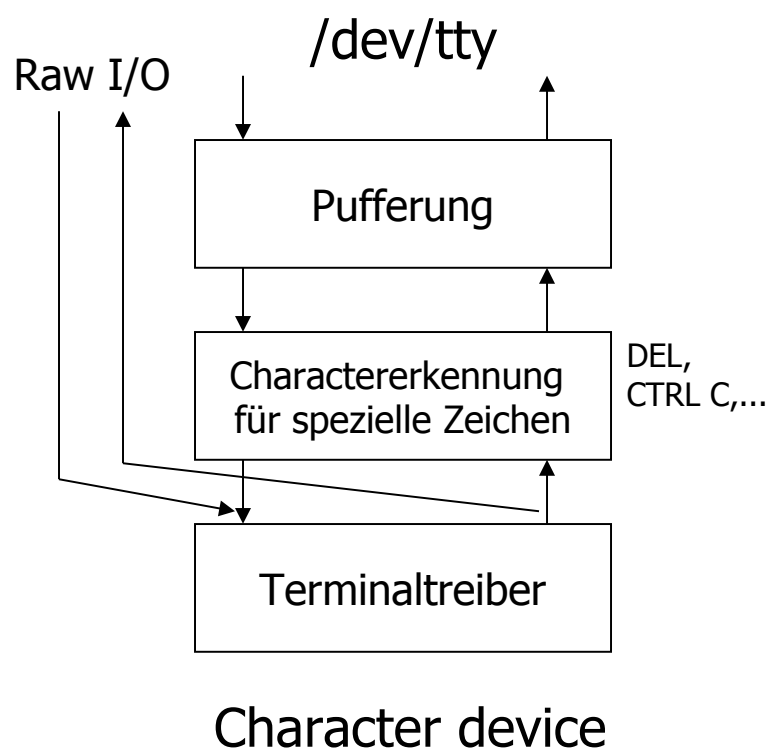 /dev/tty
Raw I/O
Pufferung
Charactererkennung
für spezielle Zeichen
DEL,
CTRL C,...
Terminaltreiber
Character device